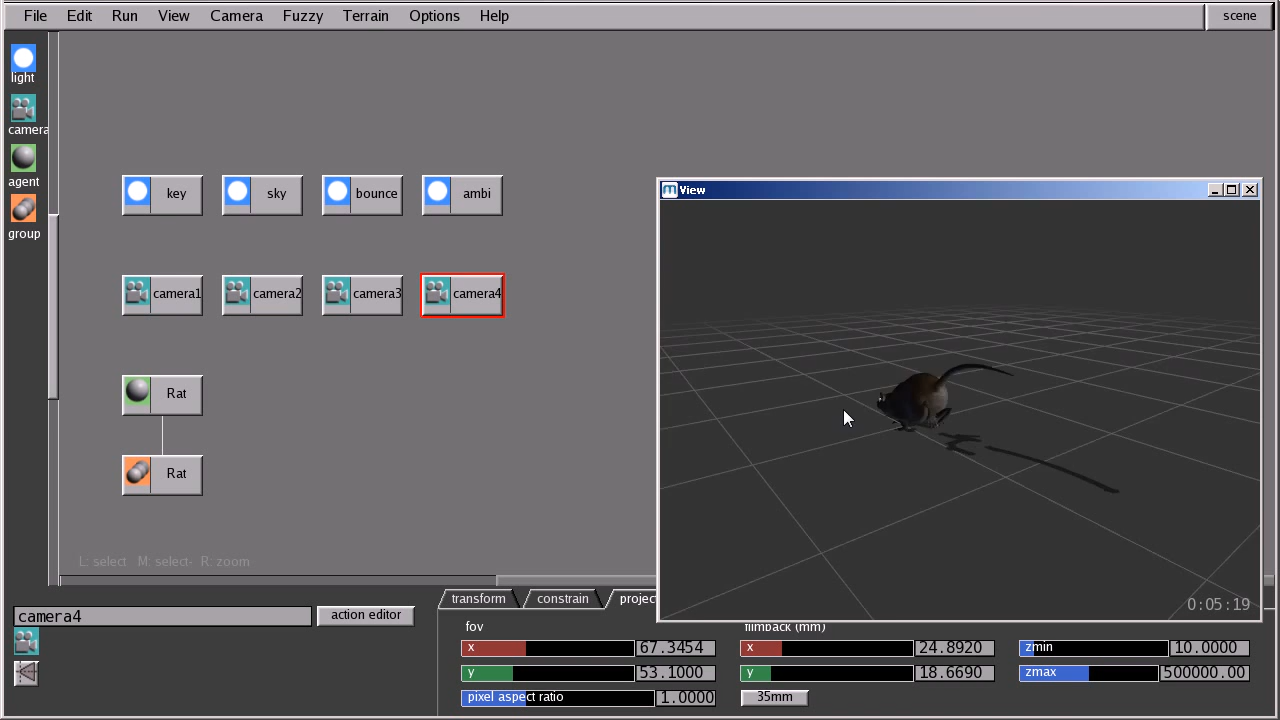 File Edit Run View Camera Fuzzy Terrain Options Help scene
light
camera
agent
group
key sky bounce ambi
View
camera1 camera2 camera3 camera4
Rat
Rat
L: select M: select- R: zoom
0:05:19
camera4 action editor
transform constrain project
fov filmback (mm)
x 67.3454 x 24.8920 zmin 10.0000
y 53.1000 y 18.6690 zmax 500000.00
pixel aspect ratio 1.0000 35mm